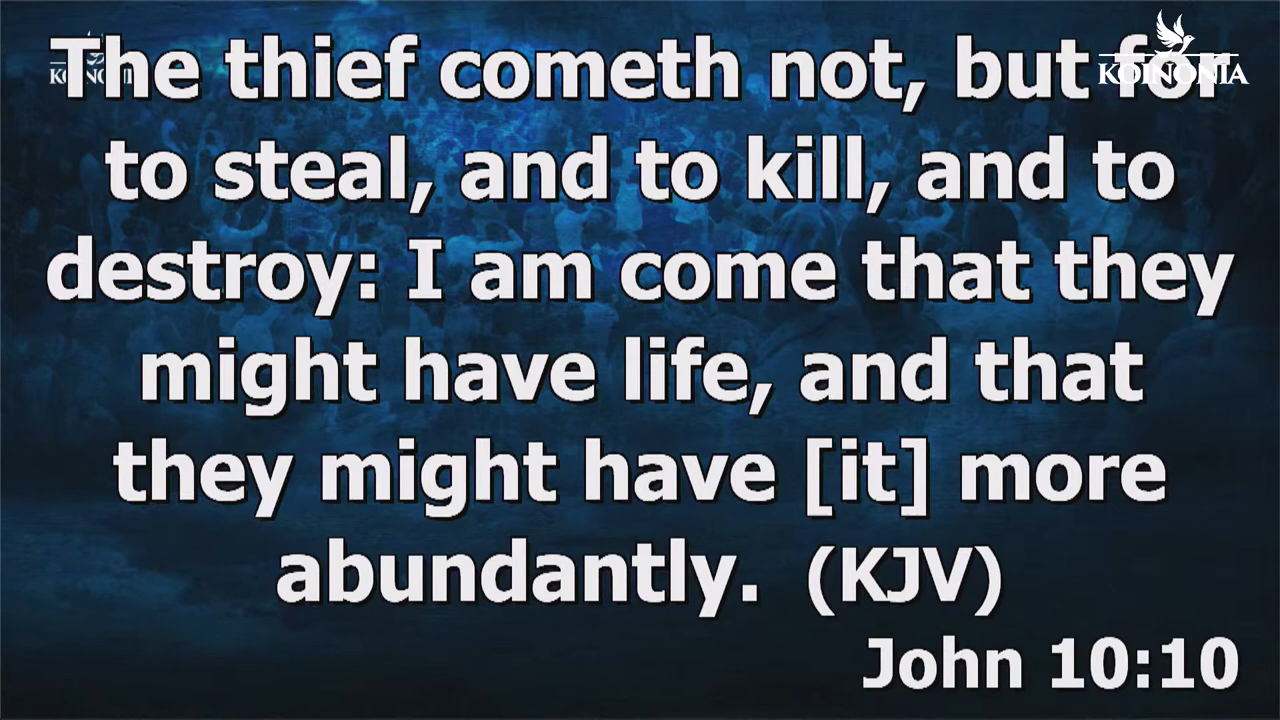 KOINONIA
The thief cometh not, but for
to steal, and to kill, and to
destroy: I am come that they
might have life, and that
they might have [it] more
abundantly. (KJV)
John 10:10